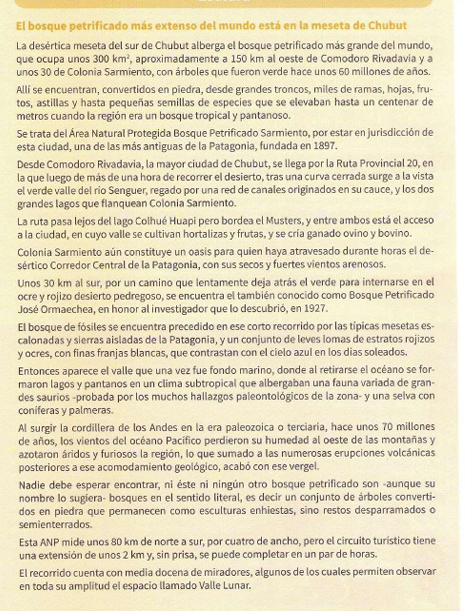 El bosque petrificado más extenso del mundo está en la meseta de Chubut
La desértica meseta del sur de Chubut alberga el bosque petrificado más grande del mundo,
que ocupa unos 300 km², aproximadamente a 150 km al oeste de Comodoro Rivadavia y a
unos 30 de Colonia Sarmiento, con árboles que fueron verde hace unos 60 millones de años.
Allí se encuentran, convertidos en piedra, desde grandes troncos, miles de ramas, hojas, fru-
tos, astillas y hasta pequeñas semillas de especies que se elevaban hasta un centenar de
metros cuando la región era un bosque tropical y pantanoso.
Se trata del Área Natural Protegida Bosque Petrificado Sarmiento, por estar en jurisdicción de
esta ciudad, una de las más antiguas de la Patagonia, fundada en 1897.
Desde Comodoro Rivadavia, la mayor ciudad de Chubut, se llega por la Ruta Provincial 20, en
la que luego de más de una hora de recorrer el desierto, tras una curva cerrada surge a la vista
el verde valle del río Senguer, regado por una red de canales originados en su cauce, y los dos
grandes lagos que flanquean Colonia Sarmiento.
La ruta pasa lejos del lago Colhué Huapi pero bordea el Musters, y entre ambos está el acceso
a la ciudad, en cuyo valle se cultivan hortalizas y frutas, y se cría ganado ovino y bovino.
Colonia Sarmiento aún constituye un oasis para quien haya atravesado durante horas el de-
sértico Corredor Central de la Patagonia, con sus secos y fuertes vientos arenosos.
Unos 30 km al sur, por un camino que lentamente deja atrás el verde para internarse en el
ocre y rojizo desierto pedregoso, se encuentra el también conocido como Bosque Petrificado
José Ormaechea, en honor al investigador que lo descubrió, en 1927.
El bosque de fósiles se encuentra precedido en ese corto recorrido por las típicas mesetas es-
calonadas y sierras aisladas de la Patagonia, y un conjunto de leves lomas de estratos rojizos
y ocres, con finas franjas blancas, que contrastan con el cielo azul en los días soleados.
Entonces aparece el valle que una vez fue fondo marino, donde al retirarse el océano se for-
maron lagos y pantanos en un clima subtropical que albergaban una fauna variada de gran-
des saurios -probada por los muchos hallazgos paleontológicos de la zona- y una selva con
coníferas y palmeras.
Al surgir la cordillera de los Andes en la era paleozoica o terciaria, hace unos 70 millones
de años, los vientos del océano Pacífico perdieron su humedad al oeste de las montañas y
azotaron áridos y furiosos la región, lo que sumado a las numerosas erupciones volcánicas
posteriores a ese acomodamiento geológico, acabó con ese vergel.
Nadie debe esperar encontrar, ni éste ni ningún otro bosque petrificado son -aunque su
nombre lo sugiera- bosques en el sentido literal, es decir un conjunto de árboles converti-
dos en piedra que permanecen como esculturas enhiestas, sino restos desparramados o
semienterrados.
Esta ANP mide unos 80 km de norte a sur, por cuatro de ancho, pero el circuito turístico tiene
una extensión de unos 2 km y, sin prisa, se puede completar en un par de horas.
El recorrido cuenta con media docena de miradores, algunos de los cuales permiten observar
en toda su amplitud el espacio llamado Valle Lunar.